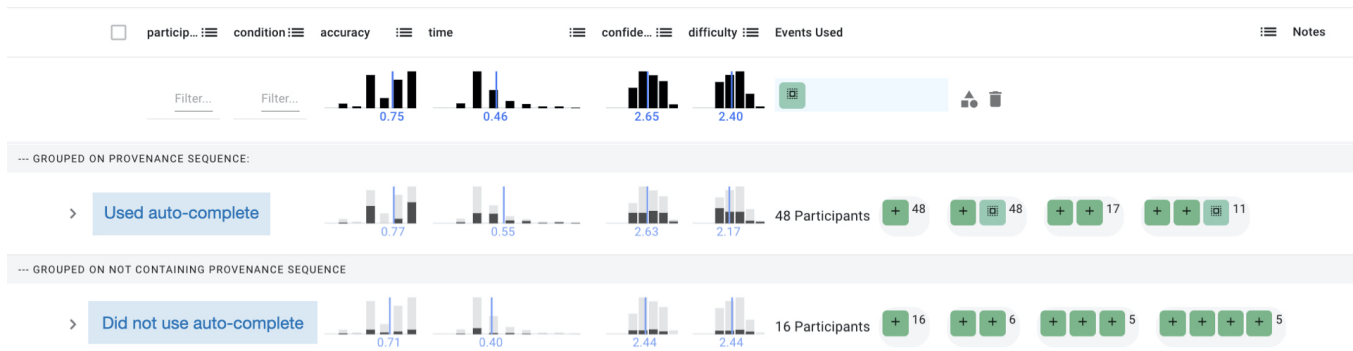 particip... condition accuracy time confide... difficulty Events Used Notes
Filter... Filter...
0.75 0.46 2.65 2.40
--- GROUPED ON PROVENANCE SEQUENCE:
Used auto-complete 48 Participants + 48 + 48 + + 17 + + 11
0.77 0.55 2.63 2.17
--- GROUPED ON NOT CONTAINING PROVENANCE SEQUENCE
Did not use auto-complete 16 Participants + 16 + + 6 + + + 5 + + + + 5
0.71 0.40 2.44 2.44